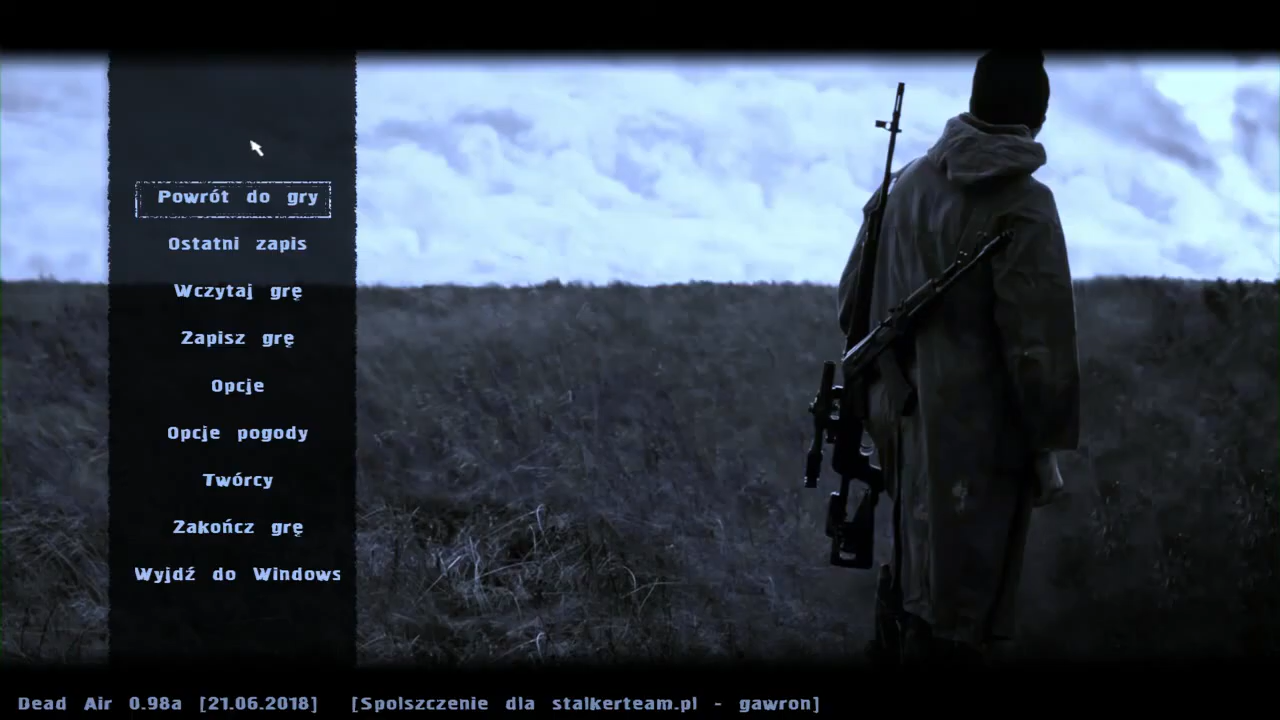 Powrót do gry
Ostatni zapis
Wczytaj grę
Zapisz grę
Opcje
Opcje pogody
Twórcy
Zakończ grę
Wyjdź do Windows
Dead Air 0.98a [21.06.2018] [Spolszczenie dla stalkerteam.pl - gawron]